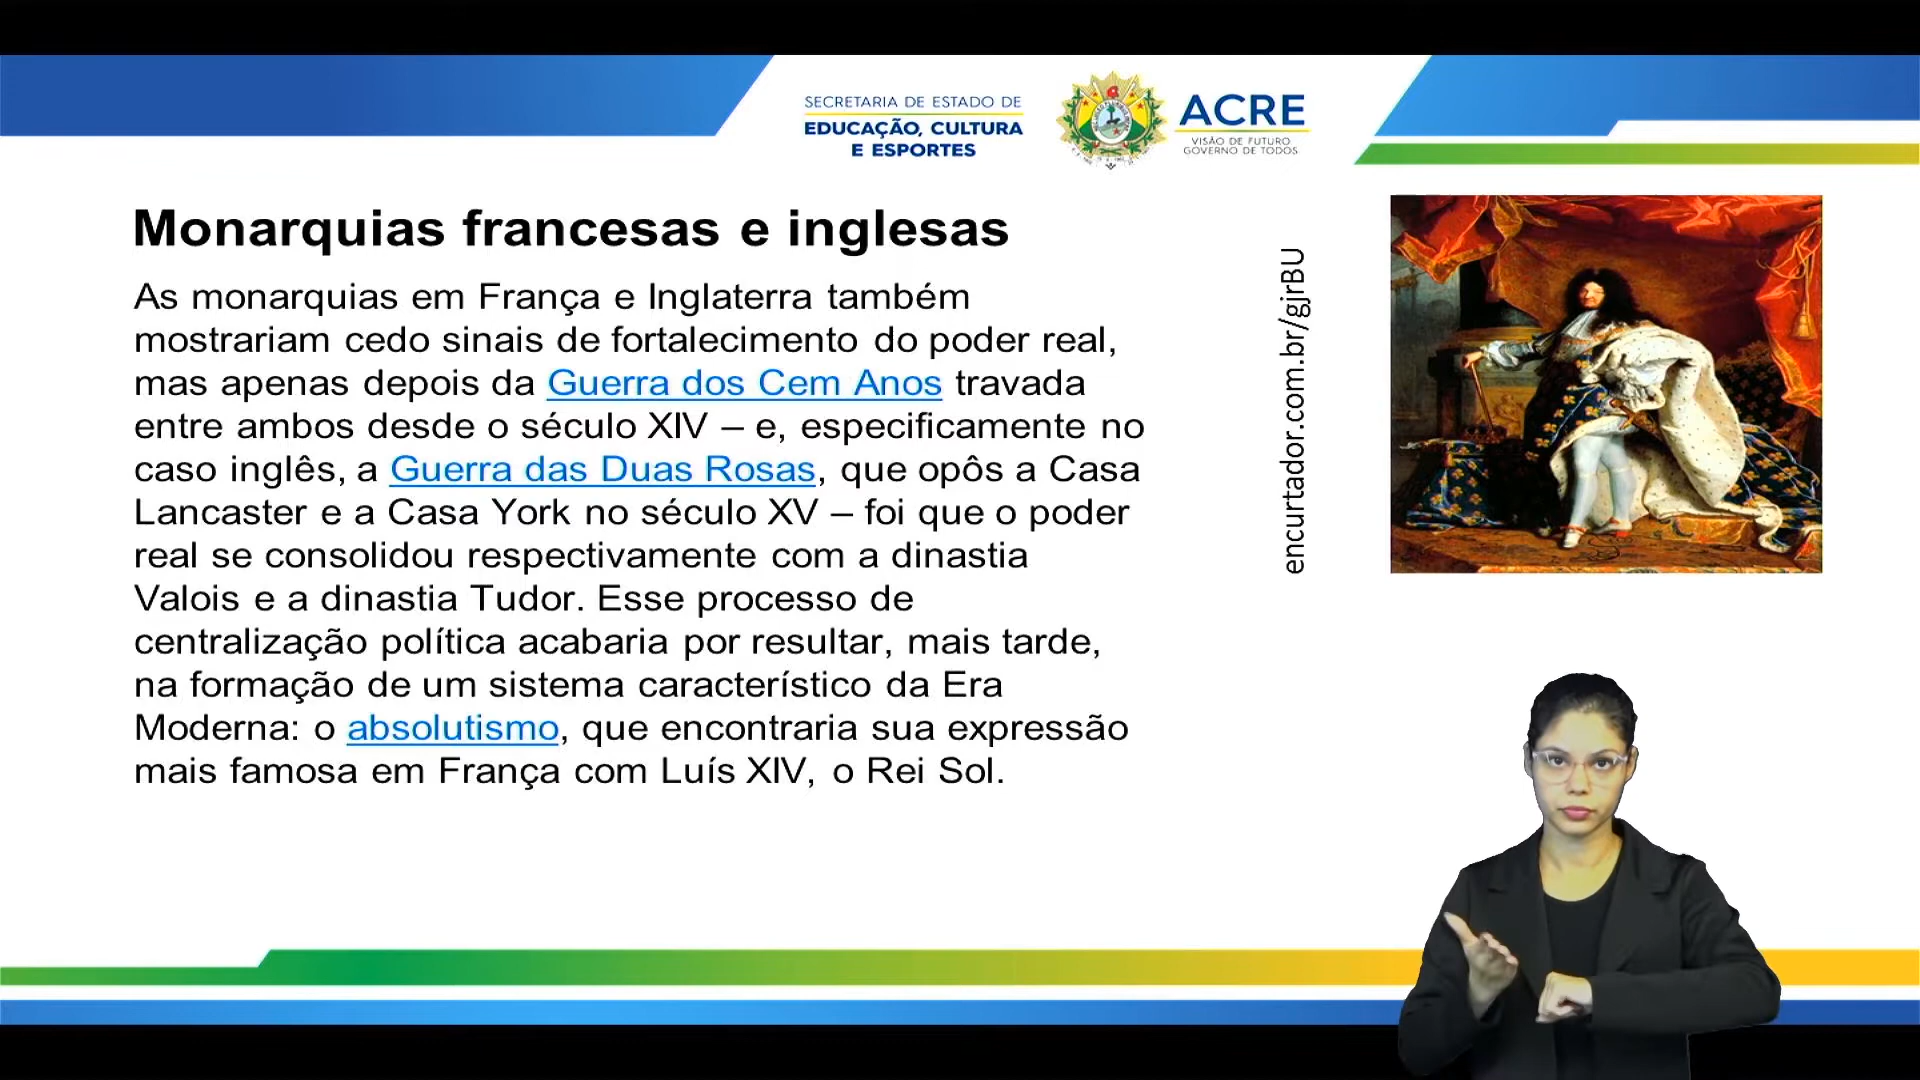 SECRETARIA DE ESTADO DE
EDUCAÇÃO, CULTURA
E ESPORTES
ACRE
VISÃO DE FUTURO
GOVERNO DE TODOS
Monarquias francesas e inglesas
As monarquias em França e Inglaterra também
mostrariam cedo sinais de fortalecimento do poder real,
mas apenas depois da Guerra dos Cem Anos travada
entre ambos desde o século XIV – e, especificamente no
caso inglês, a Guerra das Duas Rosas, que opôs a Casa
Lancaster e a Casa York no século XV – foi que o poder
real se consolidou respectivamente com a dinastia
Valois e a dinastia Tudor. Esse processo de
centralização política acabaria por resultar, mais tarde,
na formação de um sistema característico da Era
Moderna: o absolutismo, que encontraria sua expressão
mais famosa em França com Luís XIV, o Rei Sol.
encurtador.com.br/gjrBU